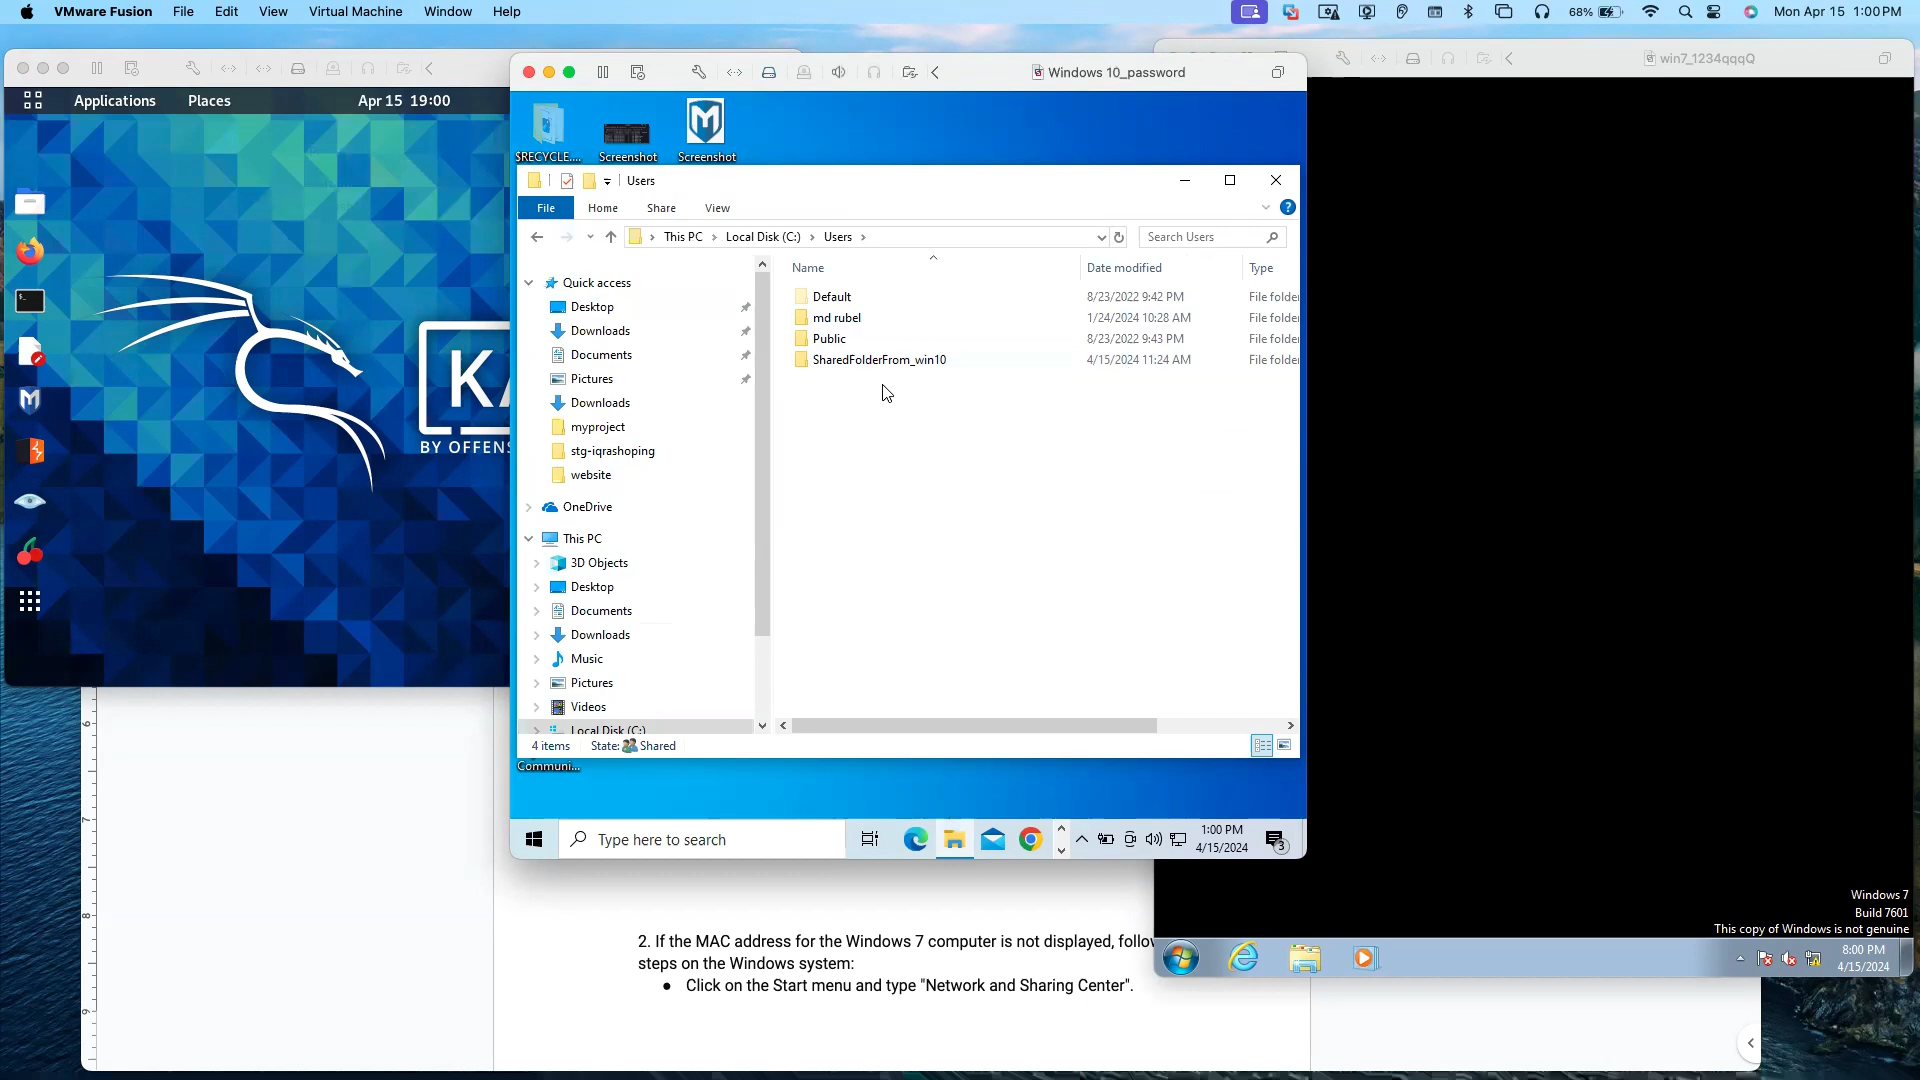 VMware Fusion File Edit View Virtual Machine Window Help
68% Mon Apr 15 1:00 PM
Windows 10_password
win7_1234qqqQ
Applications Places Apr 15 19:00
$RECYCLE.... Screenshot Screenshot
Users
File Home Share View
This PC Local Disk (C:) Users
Search Users
Name Date modified Type
Quick access
Desktop
Downloads
Documents
Pictures
Downloads
myproject
stg-iqrashoping
website
OneDrive
This PC
3D Objects
Desktop
Documents
Downloads
Music
Pictures
Videos
Local Disk (C:)
Default 8/23/2022 9:42 PM File folde
md rubel 1/24/2024 10:28 AM File folde
Public 8/23/2022 9:43 PM File folde
SharedFolderFrom_win10 4/15/2024 11:24 AM File folde
4 items State: Shared
Communi...
BY OFFENS
Type here to search
1:00 PM
4/15/2024
3
Windows 7
Build 7601
This copy of Windows is not genuine
8:00 PM
4/15/2024
2. If the MAC address for the Windows 7 computer is not displayed, follow
steps on the Windows system:
● Click on the Start menu and type "Network and Sharing Center".